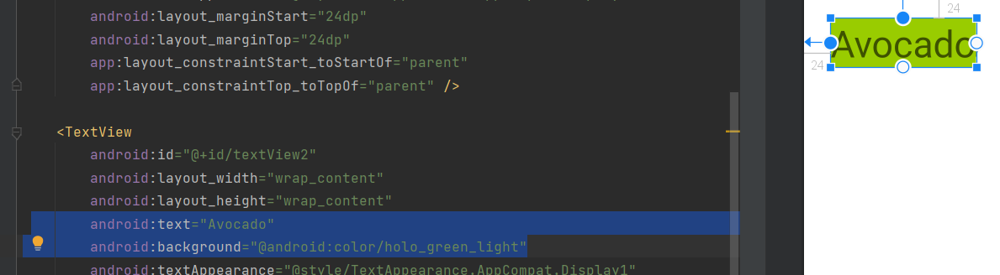 android:layout_marginStart="24dp"
android:layout_marginTop="24dp"
app:layout_constraintStart_toStartOf="parent"
app:layout_constraintTop_toTopOf="parent" />
<TextView
android:id="@+id/textView2"
android:layout_width="wrap_content"
android:layout_height="wrap_content"
android:text="Avocado"
android:background="@android:color/holo_green_light"
android:textAppearance="@style/TextAppearance.AppCompat.Display1"
24
Avocado
24